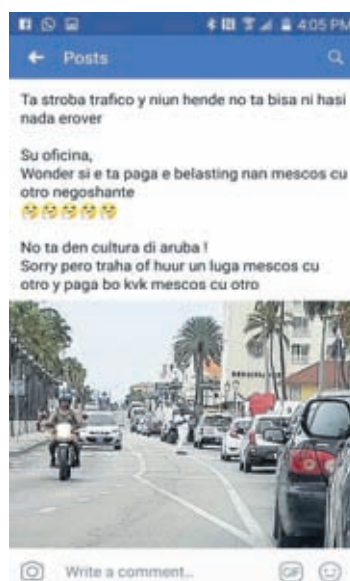 4:05 PM
Posts
Ta stroba trafico y niun hende no ta bisa ni hasi
nada erover
Su oficina,
Wonder si e ta paga e belasting nan mescos cu
otro negoshante
No ta den cultura di aruba !
Sorry pero traha of huur un luga mescos cu
otro y paga bo kvk mescos cu otro
Write a comment...
GIF